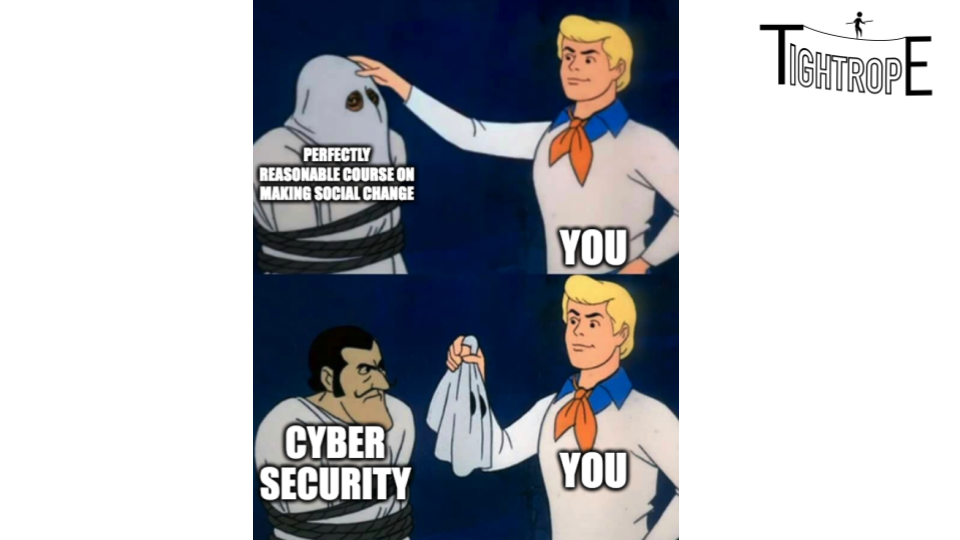 TIGHTROPE
PERFECTLY
REASONABLE COURSE ON
MAKING SOCIAL CHANGE
YOU
CYBER
SECURITY
YOU